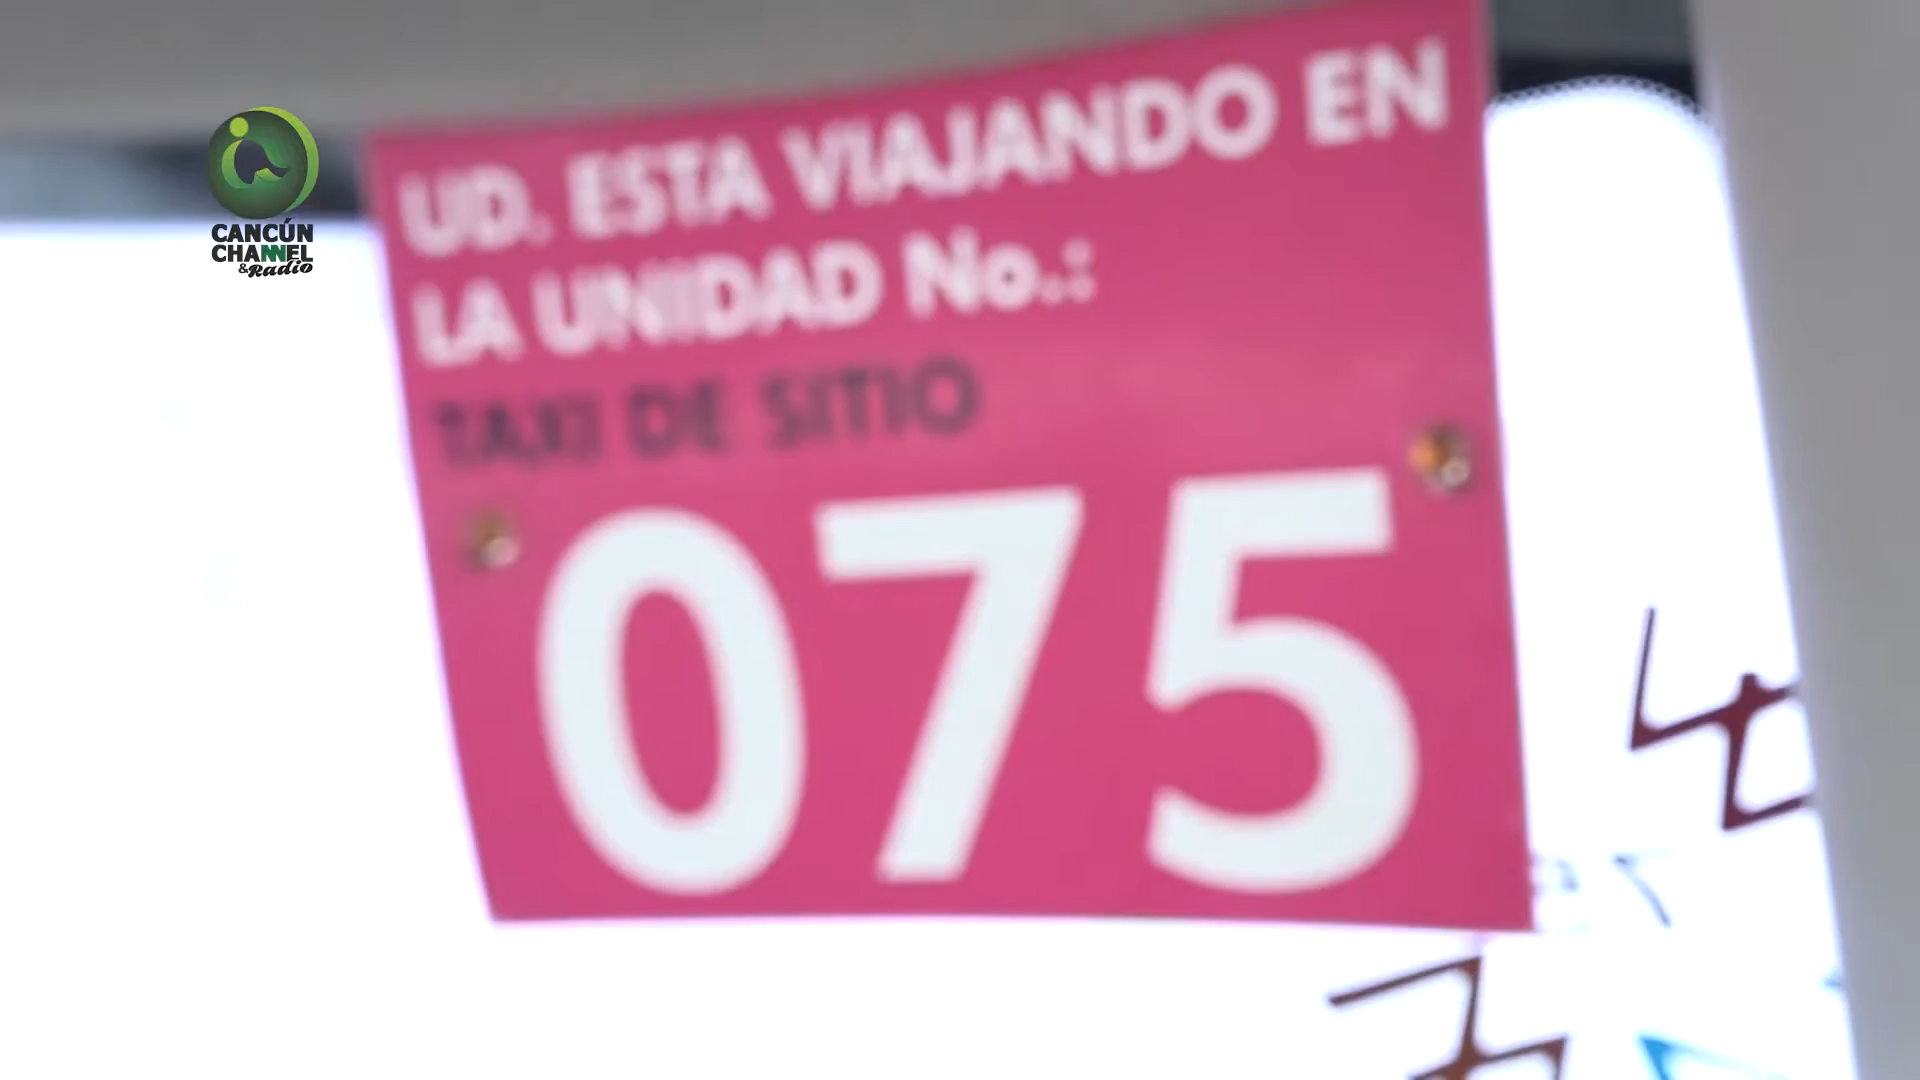 CANCÚN
CHANNEL
&Radio
UD. ESTA VIAJANDO EN
LA UNIDAD No.:
TAXI DE SITIO
075